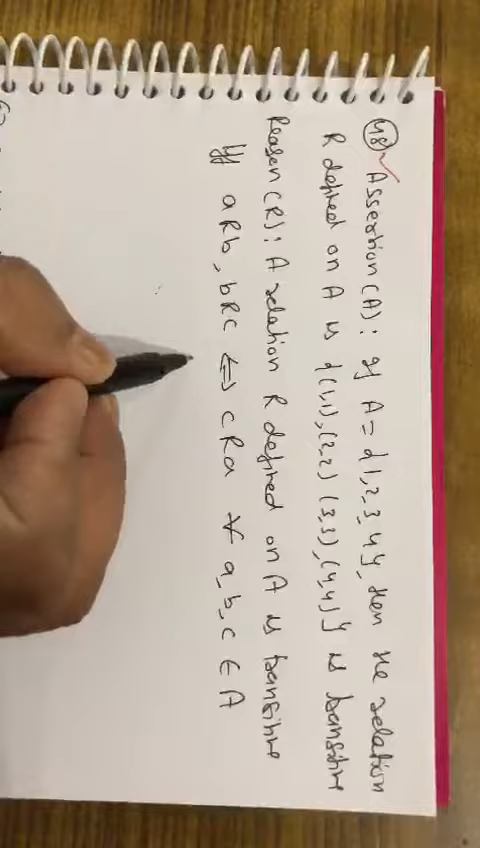 48 Assertion (A): If A = {1,2,3,4}, then the relation
R defined on A is {(1,1),(2,2)(3,3),(4,4)} is transitive
Reason (R): A relation R defined on A is transitive
If aRb, bRc ⇔ cRa ∀ a,b,c ∈ A